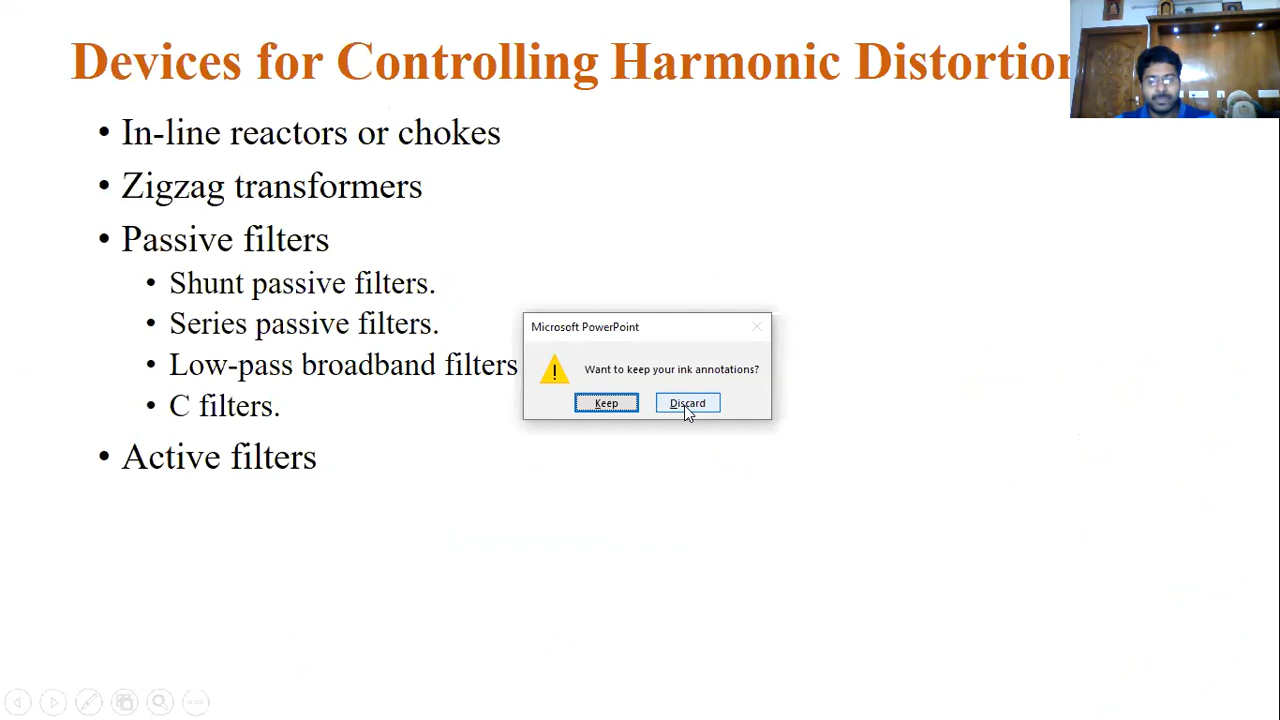 Devices for Controlling Harmonic Distortion
• In-line reactors or chokes
• Zigzag transformers
• Passive filters
• Shunt passive filters.
• Series passive filters.
• Low-pass broadband filters
• C filters.
• Active filters
Microsoft PowerPoint
Want to keep your ink annotations?
Keep
Discard